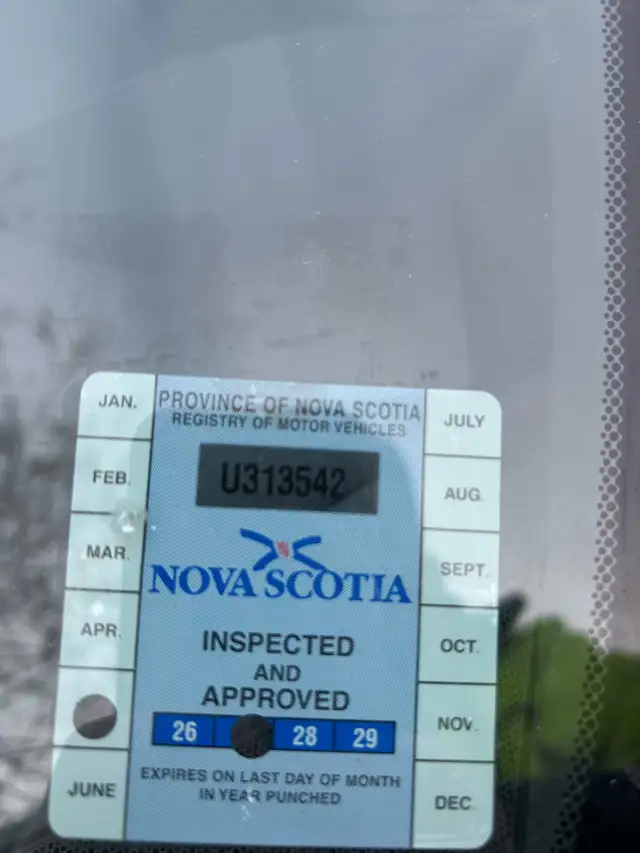 JAN.
FEB.
MAR.
APR.
JUNE
PROVINCE OF NOVA SCOTIA
REGISTRY OF MOTOR VEHICLES
U313542
NOVA SCOTIA
INSPECTED
AND
APPROVED
26 28 29
EXPIRES ON LAST DAY OF MONTH
IN YEAR PUNCHED
JULY
AUG.
SEPT.
OCT.
NOV.
DEC.